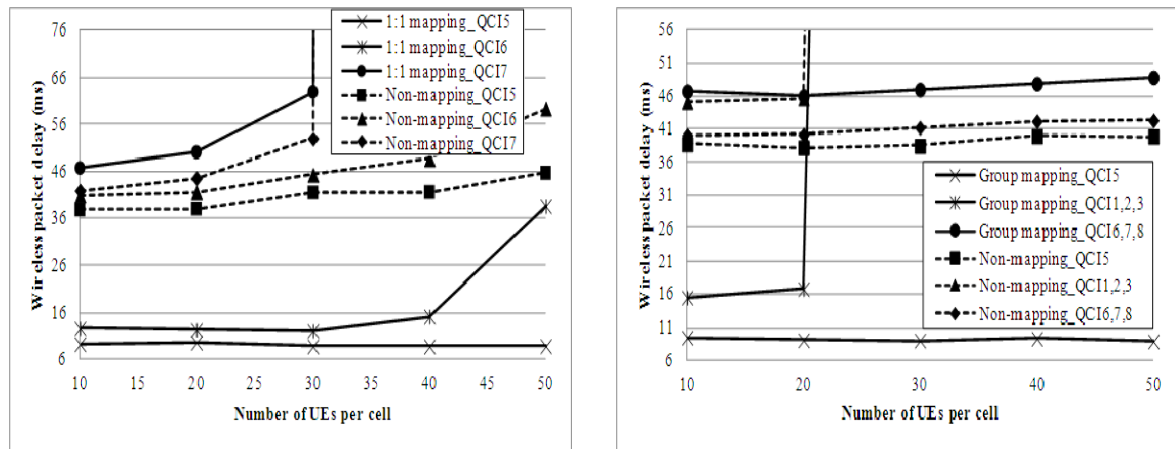 Wireless packet delay (ms)
76
66
56
46
36
26
16
6
1:1 mapping_QCI5
1:1 mapping_QCI6
1:1 mapping_QCI7
Non-mapping_QCI5
Non-mapping_QCI6
Non-mapping_QCI7
10 15 20 25 30 35 40 45 50
Number of UEs per cell
Wireless packet delay (ms)
56
51
46
41
36
31
26
21
16
11
6
Group mapping_QCI5
Group mapping_QCI1,2,3
Group mapping_QCI6,7,8
Non-mapping_QCI5
Non-mapping_QCI1,2,3
Non-mapping_QCI6,7,8
10 15 20 25 30 35 40 45 50
Number of UEs per cell